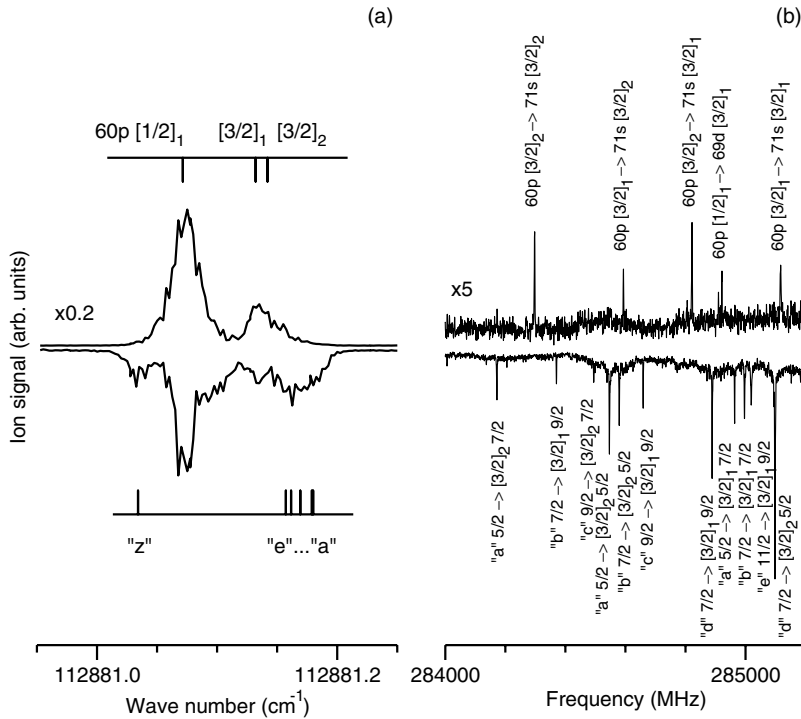 (a)
60p [1/2]1 [3/2]1 [3/2]2
x0.2
Ion signal (arb. units)
"z" "e"..."a"
112881.0 112881.2
Wave number (cm-1)
(b)
60p [3/2]2 –> 71s [3/2]2
60p [3/2]1 –> 71s [3/2]2
60p [3/2]2 –> 71s [3/2]1
60p [1/2]1 –> 69d [3/2]1
60p [3/2]1 –> 71s [3/2]1
x5
"a" 5/2 –> [3/2]2 7/2
"b" 7/2 –> [3/2]1 9/2
"c" 9/2 –> [3/2]2 7/2
"a" 5/2 –> [3/2]2 5/2
"b" 7/2 –> [3/2]2 5/2
"c" 9/2 –> [3/2]1 9/2
"d" 7/2 –> [3/2]1 9/2
"a" 5/2 –> [3/2]1 7/2
"b" 7/2 –> [3/2]1 7/2
"e" 11/2 –> [3/2]1 9/2
"d" 7/2 –> [3/2]2 5/2
284000 285000
Frequency (MHz)